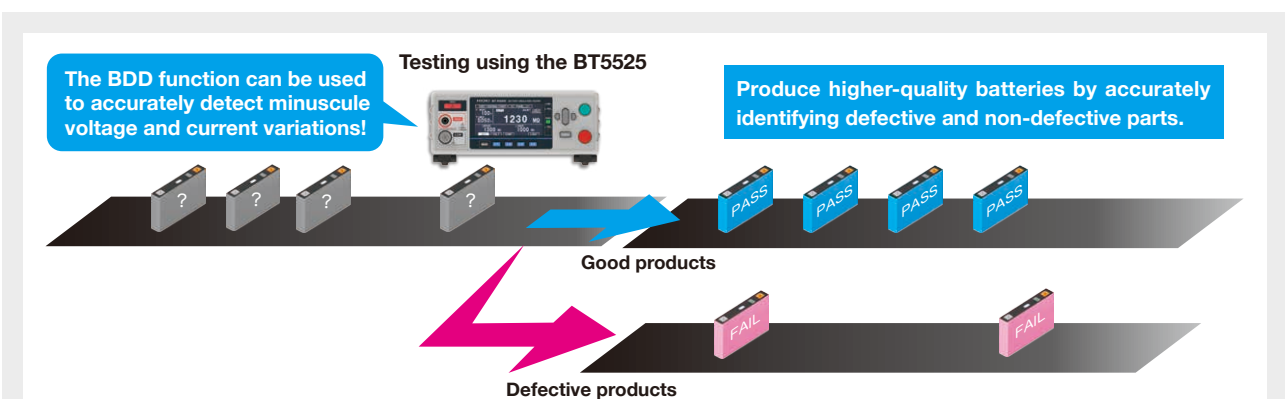 Testing using the BT5525
The BDD function can be used
to accurately detect minuscule
voltage and current variations!
Produce higher-quality batteries by accurately
identifying defective and non-defective parts.
1230 MΩ
?
?
?
?
PASS
PASS
PASS
PASS
Good products
FAIL
FAIL
Defective products